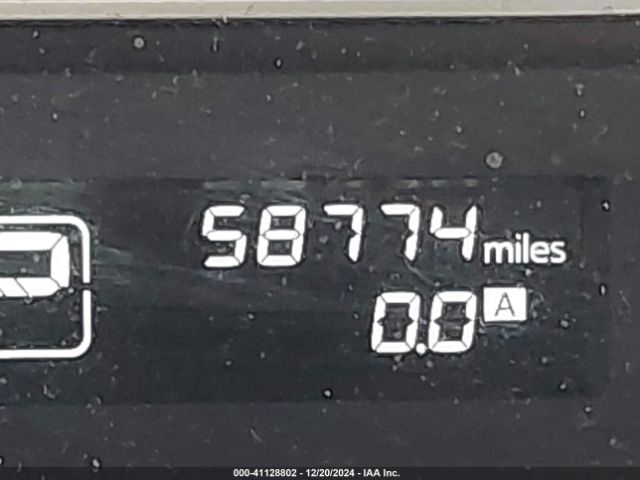 58774 miles
0.0 A
000-41128802 - 12/20/2024 - IAA Inc.